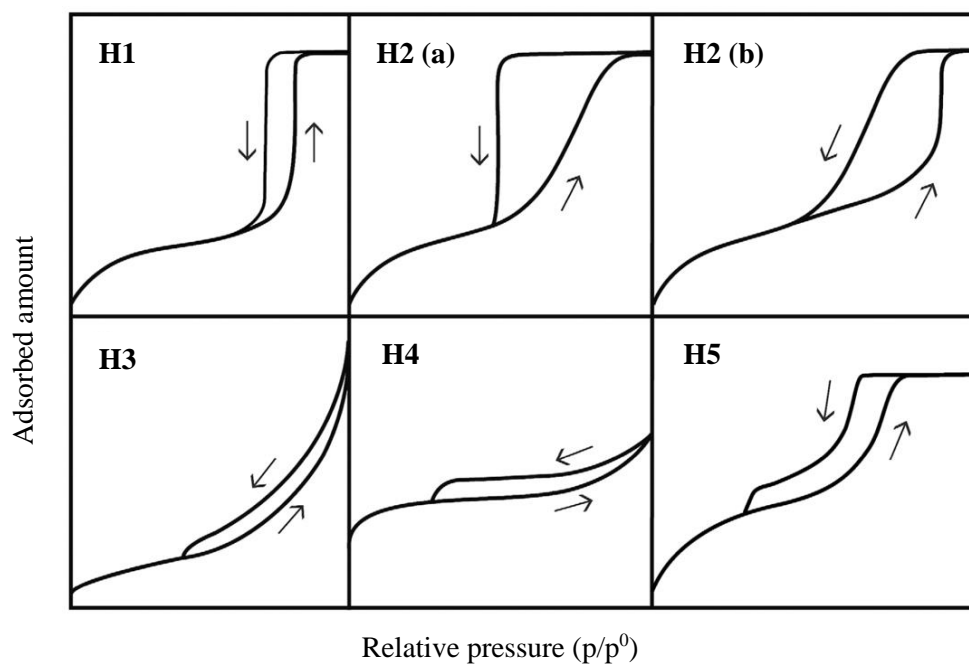 H1
H2 (a)
H2 (b)
H3
H4
H5
Adsorbed amount
Relative pressure (p/p⁰)